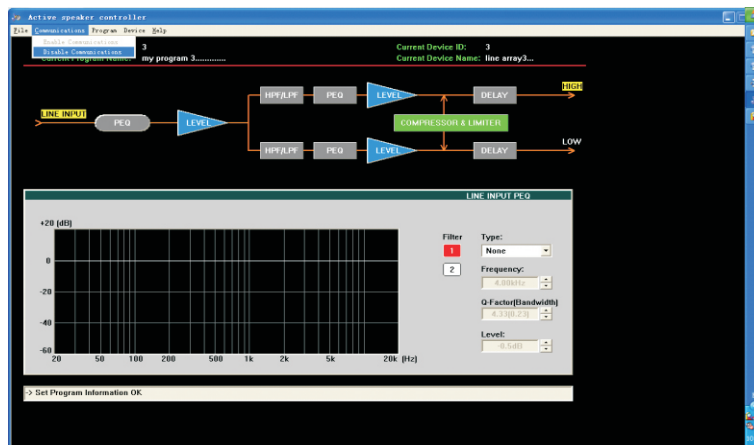 Active speaker controller
File Communications Program Device Help
Enable Communications
Disable Communications
3
Current Device ID: 3
Current Program Name: my program 3............
Current Device Name: line array3...
HIGH
HPF/LPF PEQ LEVEL DELAY
LINE INPUT
PEQ LEVEL
COMPRESSOR & LIMITER
LOW
HPF/LPF PEQ LEVEL DELAY
LINE INPUT PEQ
+20 (dB)
0
-20
-40
-60
20 50 100 200 500 1k 2k 5k 20k (Hz)
Filter
1
2
Type:
None
Frequency:
4.00kHz
Q-Factor(Bandwidth)
4.33(0.23)
Level:
-8.5dB
-> Set Program Information OK